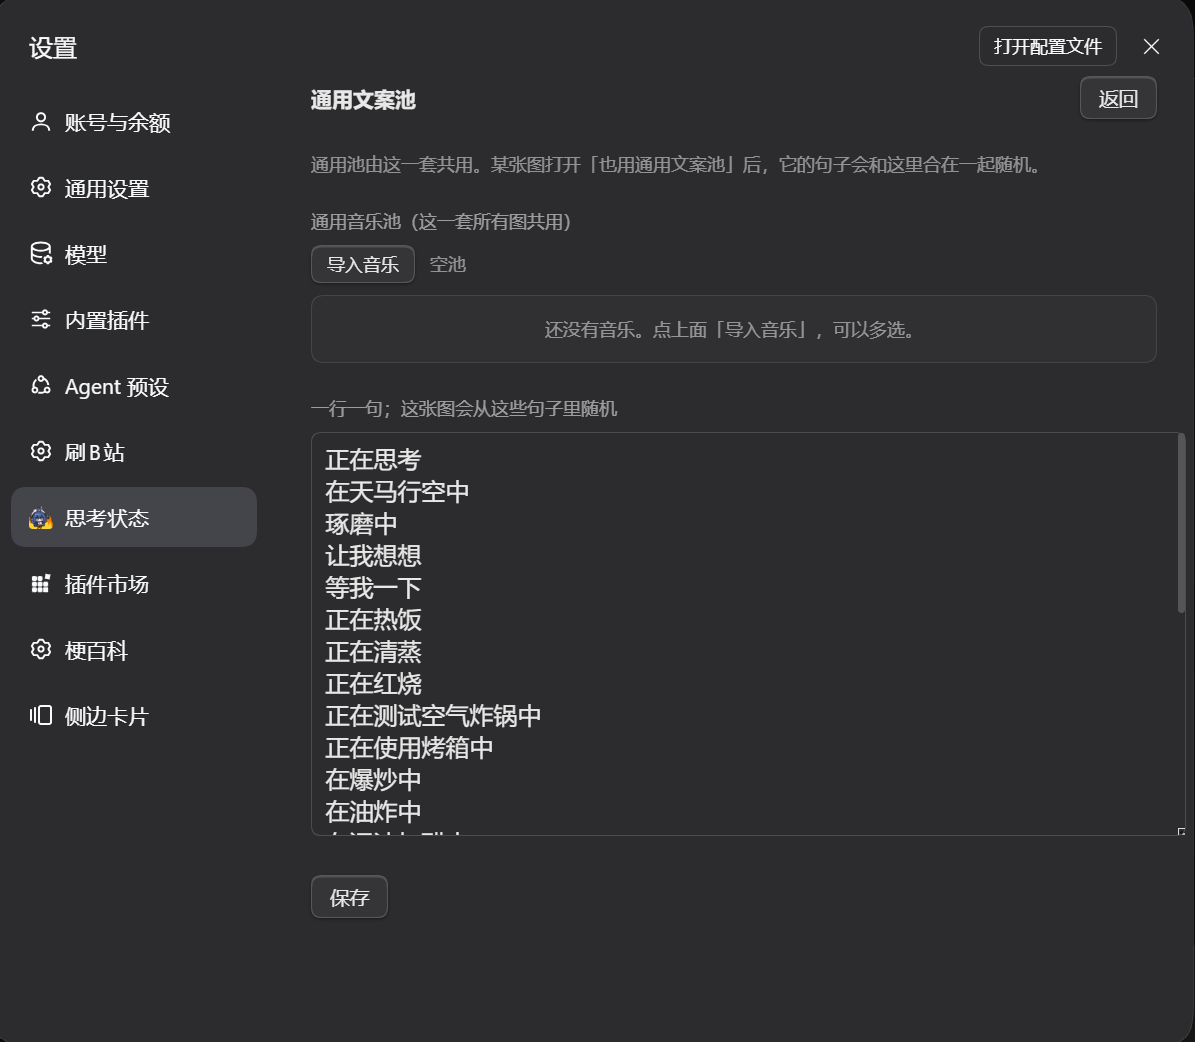 设置
打开配置文件
账号与余额
通用设置
模型
内置插件
Agent 预设
刷B站
思考状态
插件市场
梗百科
侧边卡片
通用文案池
返回
通用池由这一套共用。某张图打开「也用通用文案池」后，它的句子会和这里合在一起随机。
通用音乐池（这一套所有图共用）
导入音乐 空池
还没有音乐。点上面「导入音乐」，可以多选。
一行一句；这张图会从这些句子里随机
正在思考
在天马行空中
琢磨中
让我想想
等我一下
正在热饭
正在清蒸
正在红烧
正在测试空气炸锅中
正在使用烤箱中
在爆炒中
在油炸中
保存